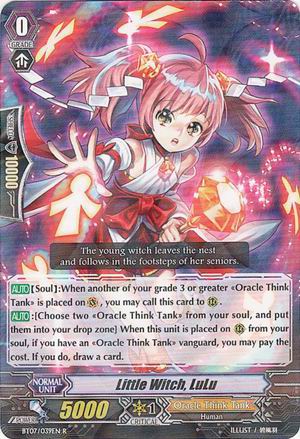 0
GRADE
10000
The young witch leaves the nest
and follows in the footsteps of her seniors.
AUTO [Soul]:When another of your grade 3 or greater «Oracle Think
Tank» is placed on V, you may call this card to R.
AUTO:[Choose two «Oracle Think Tank» from your soul, and put
them into your drop zone] When this unit is placed on R from your
soul, if you have an «Oracle Think Tank» vanguard, you may pay the
cost. If you do, draw a card.
NORMAL
UNIT
5000
Little Witch, LuLu
1
CRITICAL
Oracle Think Tank
Human
BT07/039EN R
ILLUST / 碧風羽